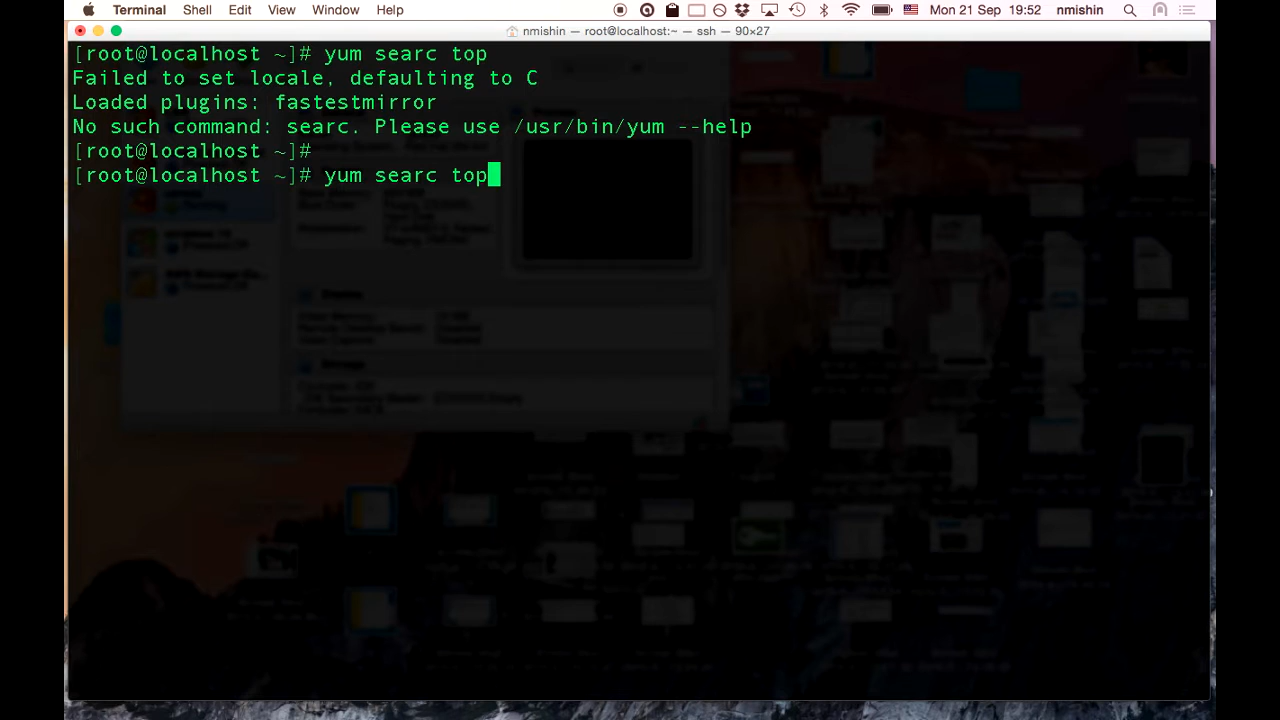 Terminal Shell Edit View Window Help Mon 21 Sep 19:52 nmishin
nmishin — root@localhost:~ — ssh — 90×27
[root@localhost ~]# yum searc top
Failed to set locale, defaulting to C
Loaded plugins: fastestmirror
No such command: searc. Please use /usr/bin/yum --help
[root@localhost ~]#
[root@localhost ~]# yum searc top